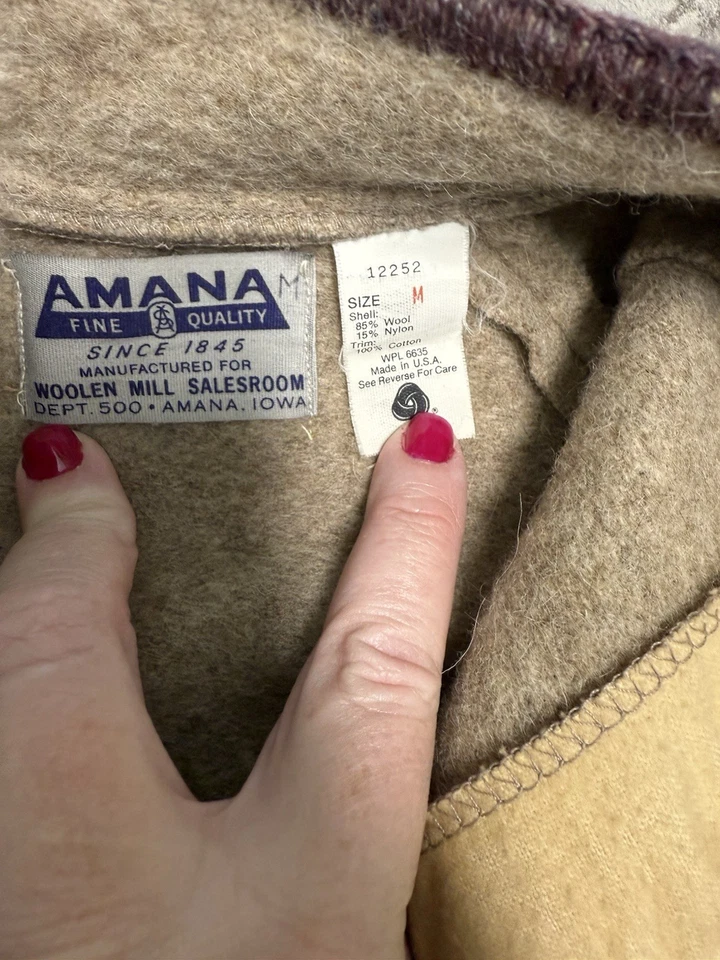 AMANA M
FINE QUALITY
SINCE 1845
MANUFACTURED FOR
WOOLEN MILL SALESROOM
DEPT. 500 • AMANA, IOWA
12252
SIZE M
Shell:
85% Wool
15% Nylon
Trim:
100% Cotton
WPL 6635
Made in U.S.A.
See Reverse For Care
®